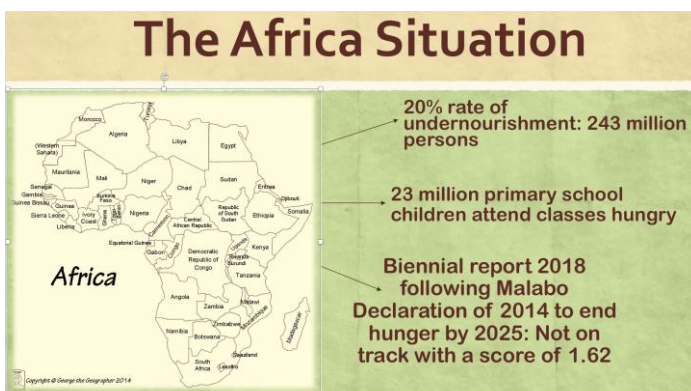 The Africa Situation
20% rate of
undernourishment: 243 million
persons
23 million primary school
children attend classes hungry
Biennial report 2018
following Malabo
Declaration of 2014 to end
hunger by 2025: Not on
track with a score of 1.62
Tunisia
Morocco
Algeria
Libya
Egypt
(Western
Sahara)
Mauritania
Mali
Niger
Chad
Sudan
Eritrea
Djibouti
Senegal
Gambia
Guinea Bissau
Guinea
Sierra Leone
Liberia
Ivory
Coast
Burkina
Faso
Ghana
Togo
Benin
Nigeria
Cameroon
Central
African Republic
Republic
of South
Sudan
Ethiopia
Somalia
Equatorial Guinea
Gabon
Congo
Democratic
Republic of
Congo
Uganda
Rwanda
Burundi
Kenya
Tanzania
Africa
Angola
Zambia
Malawi
Mozambique
Zimbabwe
Namibia
Botswana
Madagascar
South
Africa
Swaziland
Lesotho
Copyright © George the Geographer 2014